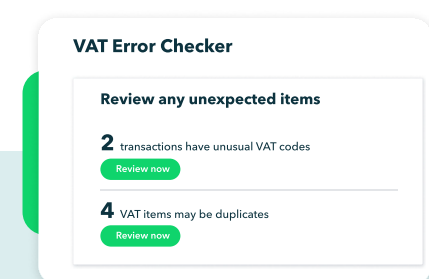 VAT Error Checker
Review any unexpected items
2 transactions have unusual VAT codes
Review now
4 VAT items may be duplicates
Review now